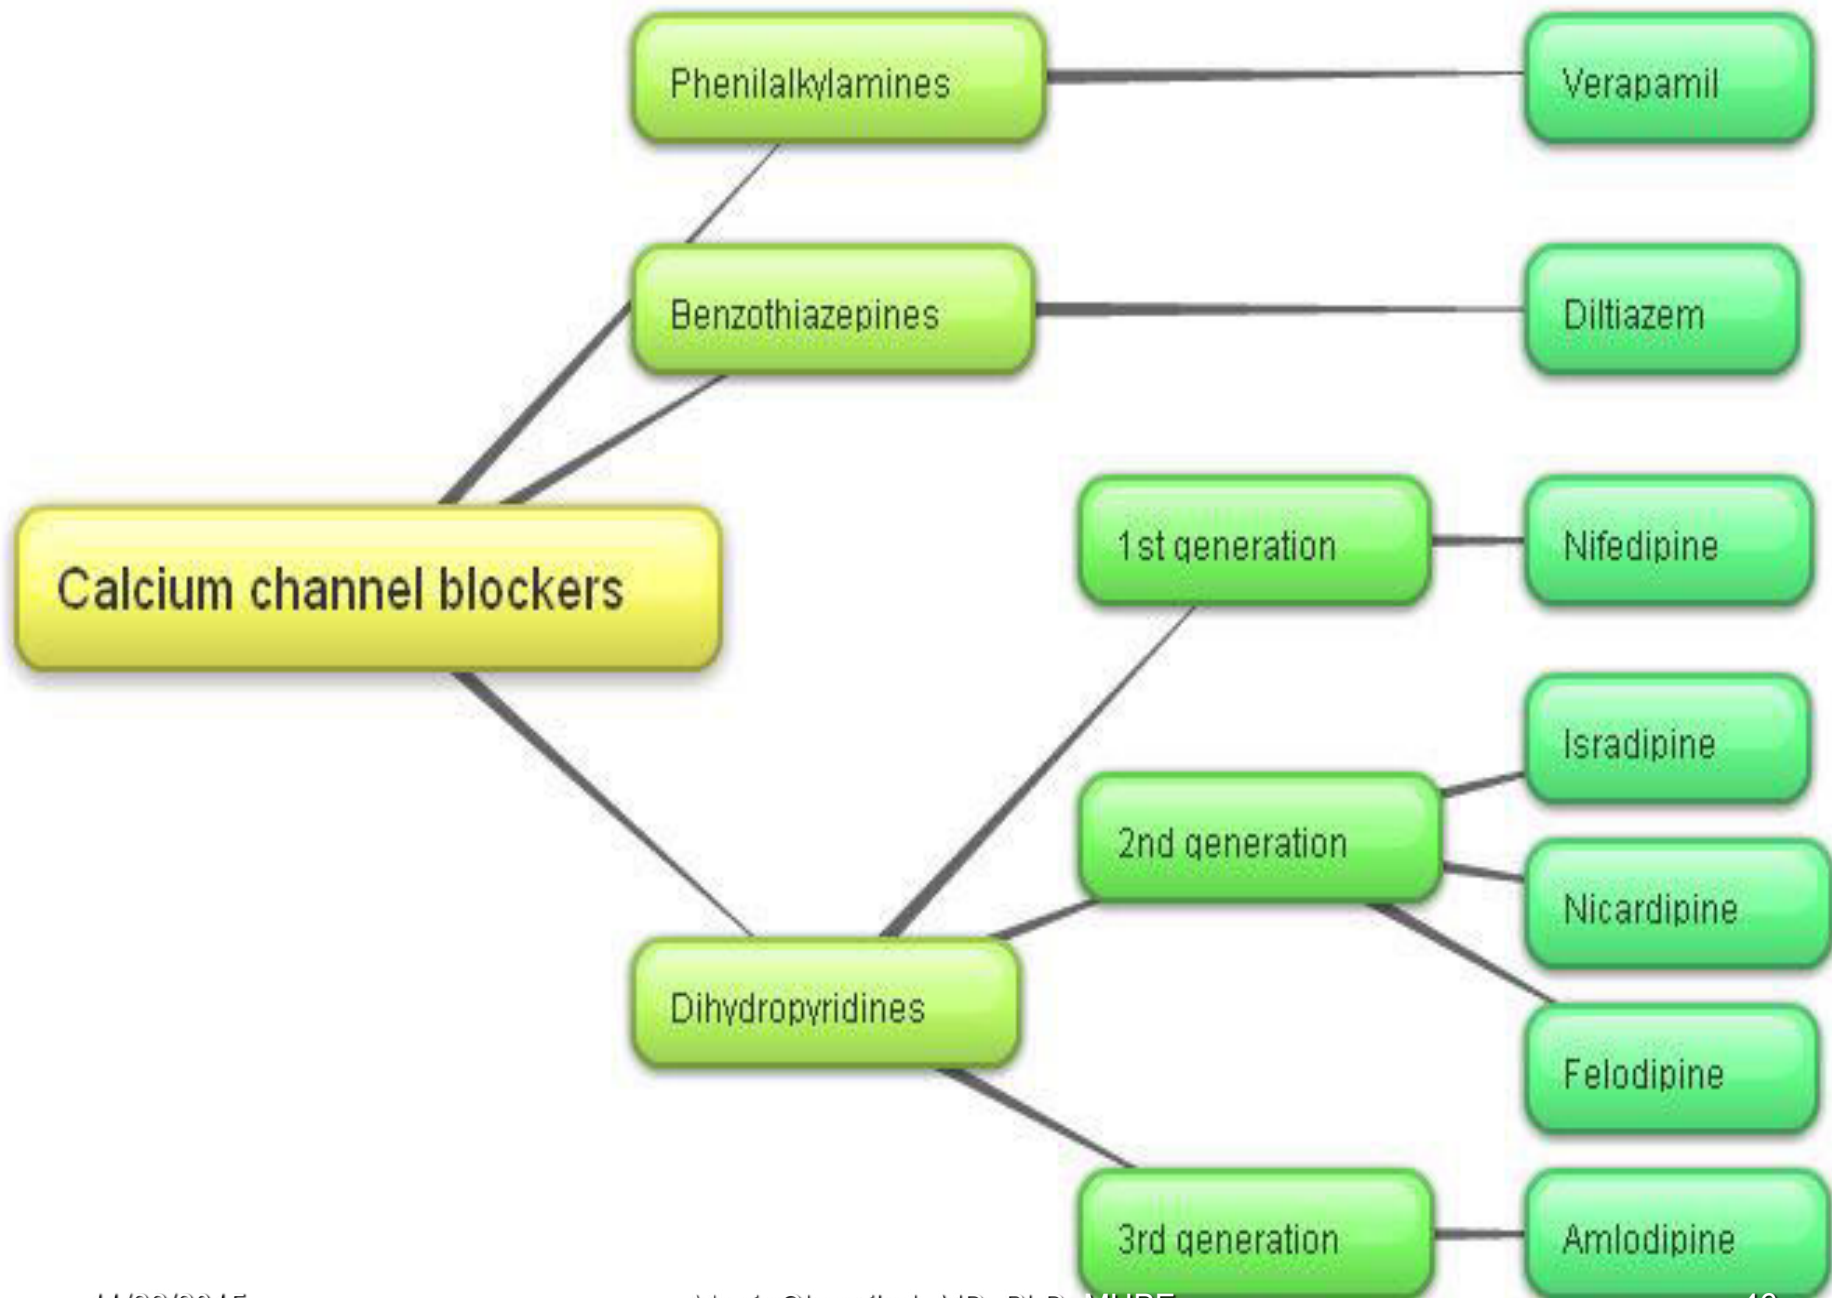 Phenilalkylamines
Verapamil
Benzothiazepines
Diltiazem
Calcium channel blockers
1st generation
Nifedipine
2nd generation
Isradipine
Nicardipine
Felodipine
Dihydropyridines
3rd generation
Amlodipine